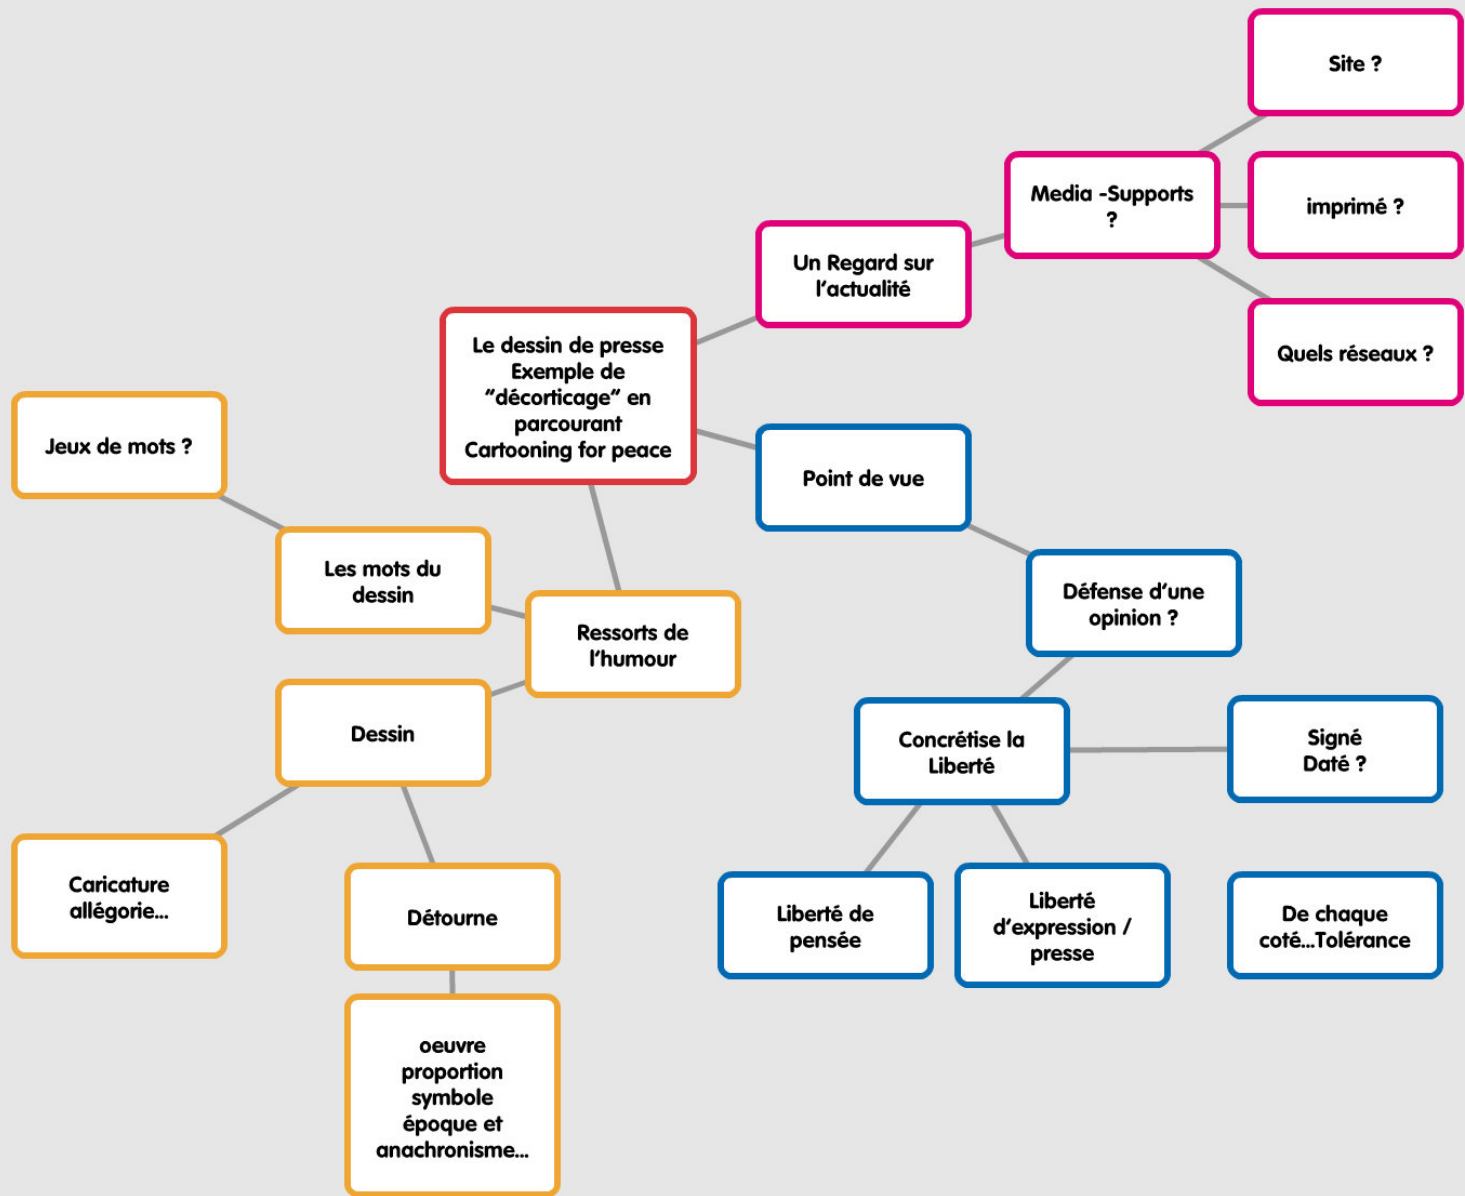 Site ?
Media -Supports
?
imprimé ?
Un Regard sur
l'actualité
Quels réseaux ?
Le dessin de presse
Exemple de
"décorticage" en
parcourant
Cartooning for peace
Jeux de mots ?
Point de vue
Les mots du
dessin
Défense d'une
opinion ?
Ressorts de
l'humour
Dessin
Concrétise la
Liberté
Signé
Daté ?
Caricature
allégorie...
Détourne
Liberté de
pensée
Liberté
d'expression /
presse
De chaque
coté...Tolérance
oeuvre
proportion
symbole
époque et
anachronisme...